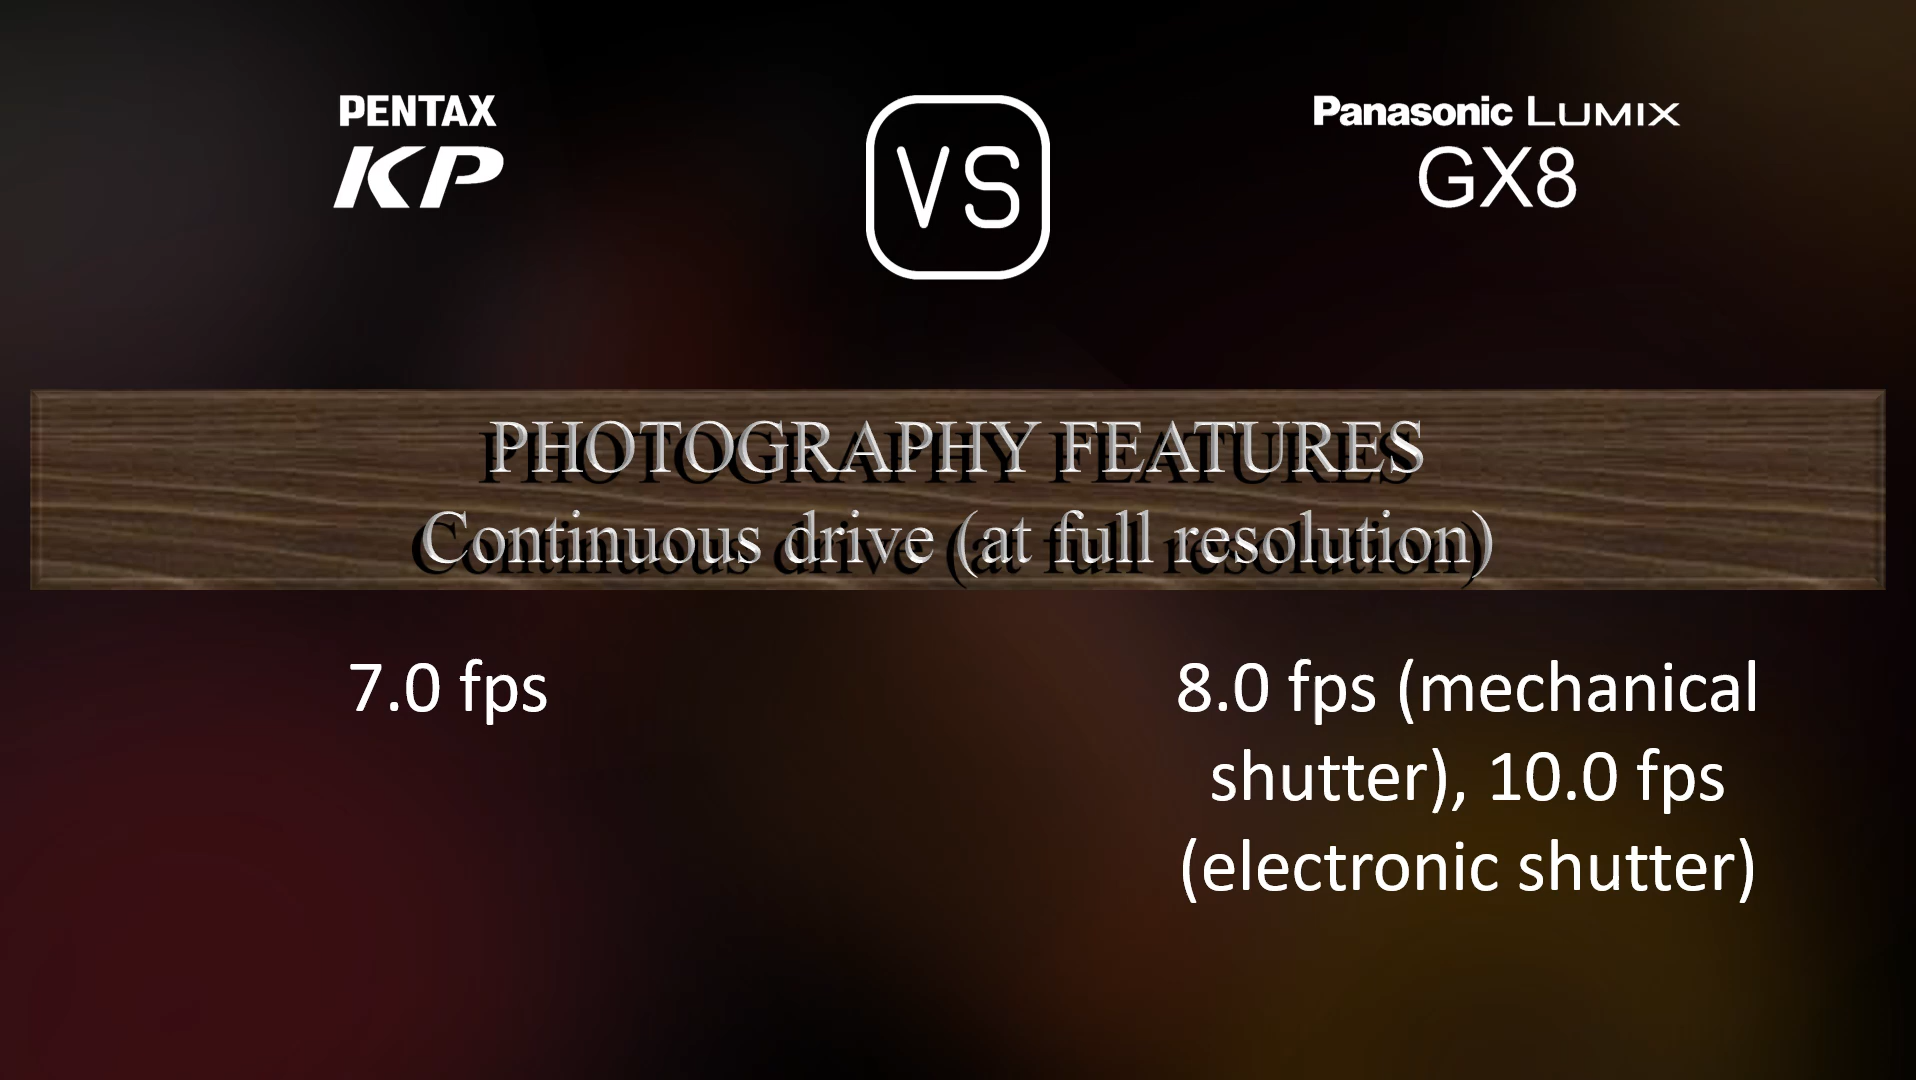 PENTAX
KP
VS
Panasonic LUMIX
GX8
PHOTOGRAPHY FEATURES
Continuous drive (at full resolution)
7.0 fps
8.0 fps (mechanical
shutter), 10.0 fps
(electronic shutter)